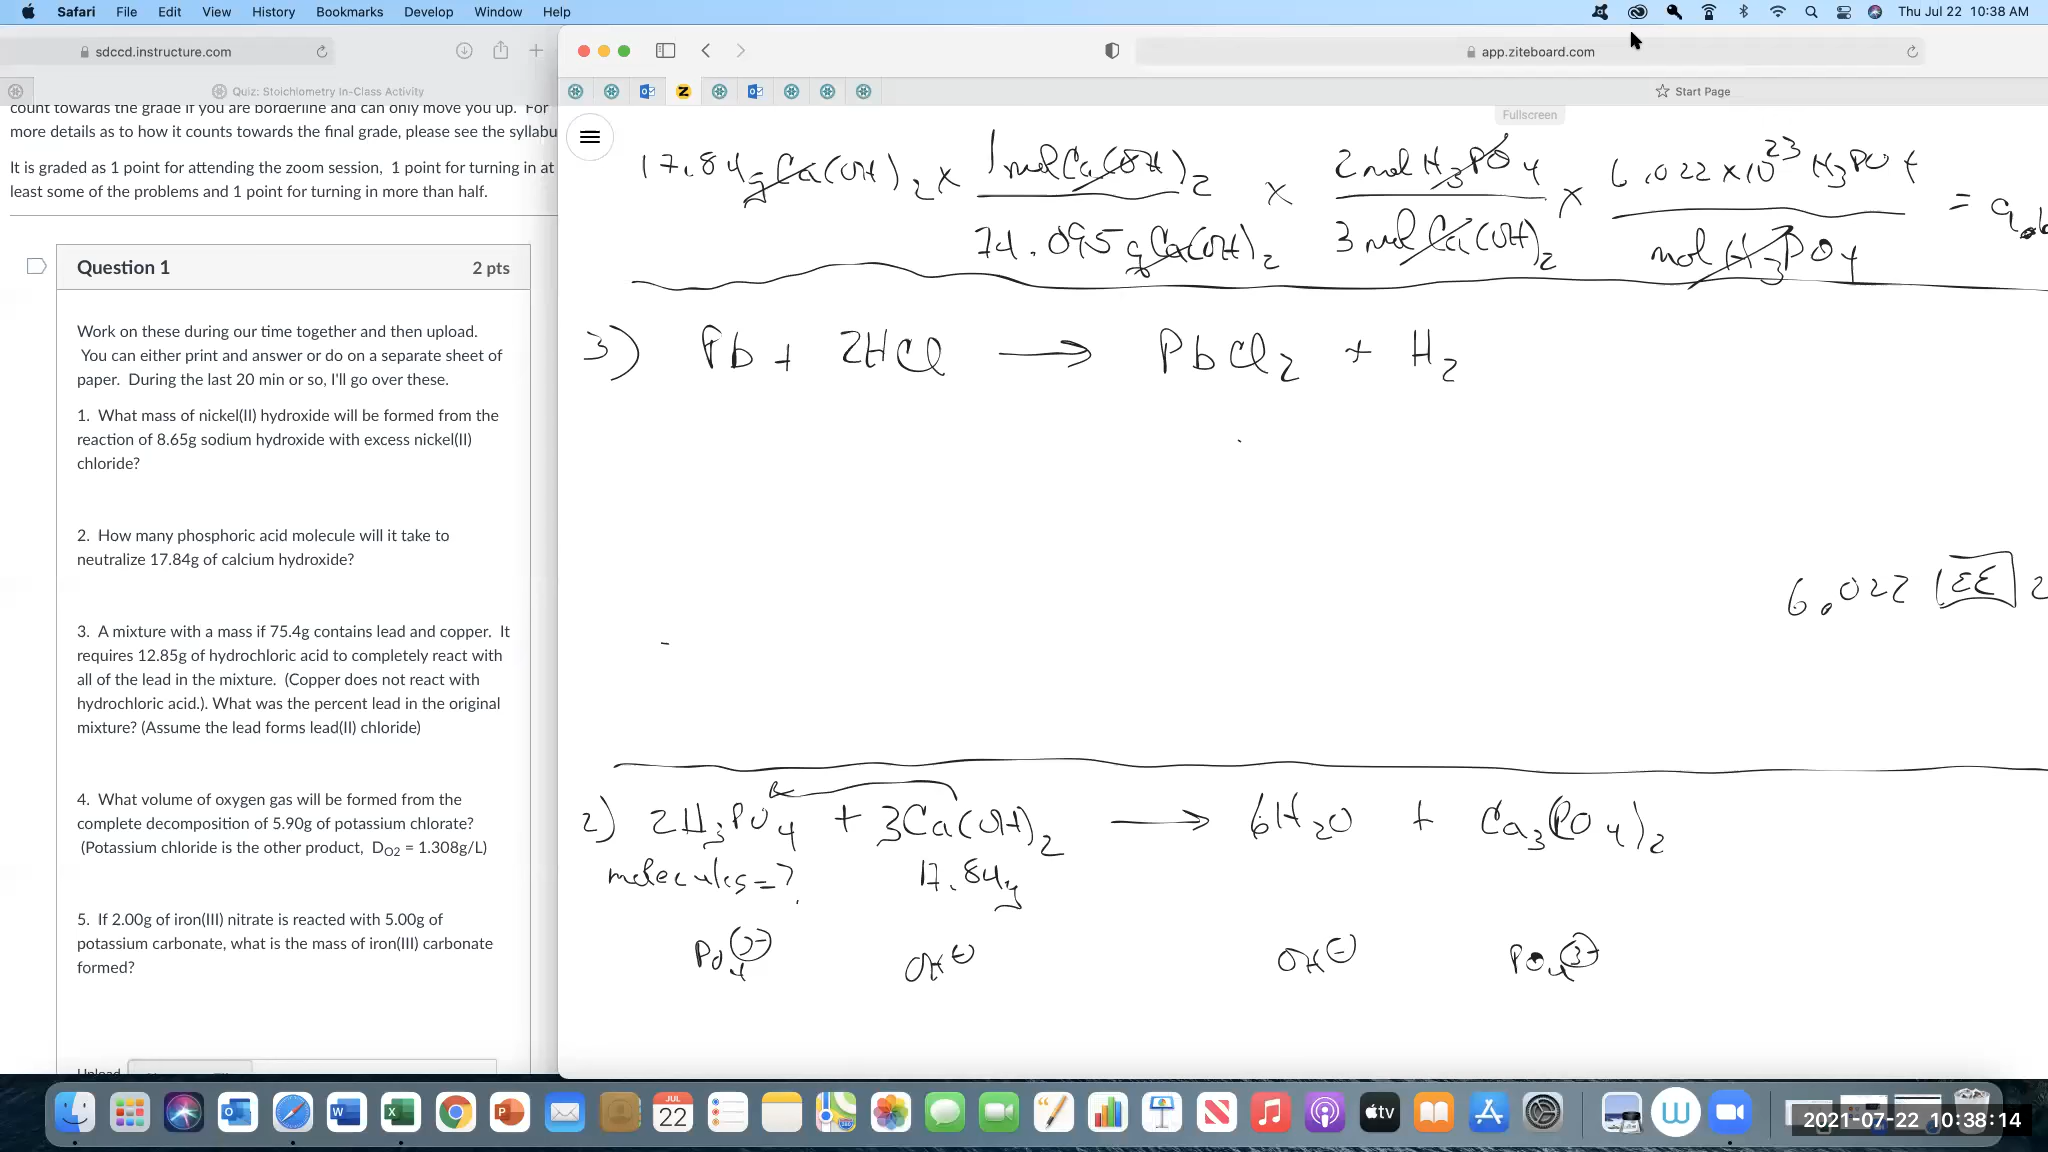 Safari File Edit View History Bookmarks Develop Window Help Thu Jul 22 10:38 AM
sdccd.instructure.com
app.ziteboard.com
Quiz: Stoichiometry In-Class Activity
Start Page
Fullscreen
count towards the grade if you are borderline and can only move you up. For
more details as to how it counts towards the final grade, please see the syllabu
It is graded as 1 point for attending the zoom session, 1 point for turning in at
least some of the problems and 1 point for turning in more than half.
Question 1 2 pts
Work on these during our time together and then upload.
You can either print and answer or do on a separate sheet of
paper. During the last 20 min or so, I'll go over these.
1. What mass of nickel(II) hydroxide will be formed from the
reaction of 8.65g sodium hydroxide with excess nickel(II)
chloride?
2. How many phosphoric acid molecule will it take to
neutralize 17.84g of calcium hydroxide?
3. A mixture with a mass if 75.4g contains lead and copper. It
requires 12.85g of hydrochloric acid to completely react with
all of the lead in the mixture. (Copper does not react with
hydrochloric acid.). What was the percent lead in the original
mixture? (Assume the lead forms lead(II) chloride)
4. What volume of oxygen gas will be formed from the
complete decomposition of 5.90g of potassium chlorate?
(Potassium chloride is the other product, DO2 = 1.308g/L)
5. If 2.00g of iron(III) nitrate is reacted with 5.00g of
potassium carbonate, what is the mass of iron(III) carbonate
formed?
Upload
17.84g Ca(OH)2 x 1 mol Ca(OH)2 x 2 mol H3PO4 x 6.022 x 10^23 H3PO4 =
74.095 g Ca(OH)2 3 mol Ca(OH)2 mol H3PO4
3) Pb + 2HCl → PbCl2 + H2
6.022 EE 2
2) 2H3PO4 + 3Ca(OH)2 → 6H2O + Ca3(PO4)2
molecules = ? 17.84g
PO4 3- OH - OH - PO4 3-
JUL
22
tv
2021-07-22 10:38:14